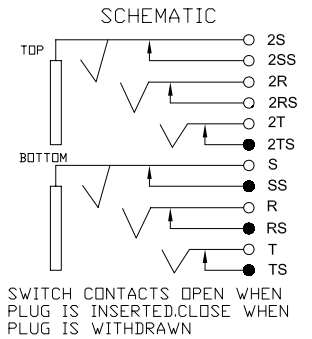 SCHEMATIC
TOP
2S
2SS
2R
2RS
2T
2TS
BOTTOM
S
SS
R
RS
T
TS
SWITCH CONTACTS OPEN WHEN
PLUG IS INSERTED,CLOSE WHEN
PLUG IS WITHDRAWN